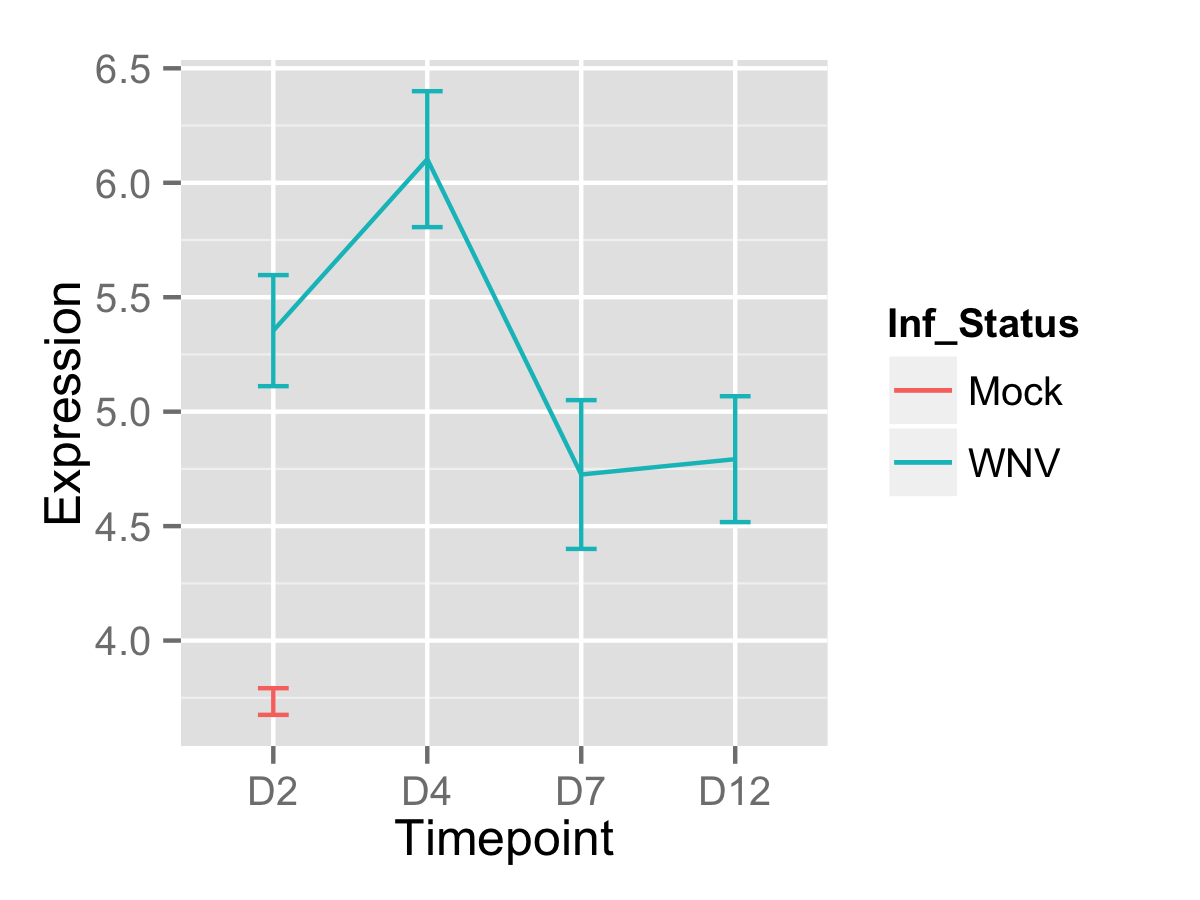 6.5
6.0
5.5
5.0
4.5
4.0
Expression
D2 D4 D7 D12
Timepoint
Inf_Status
Mock
WNV